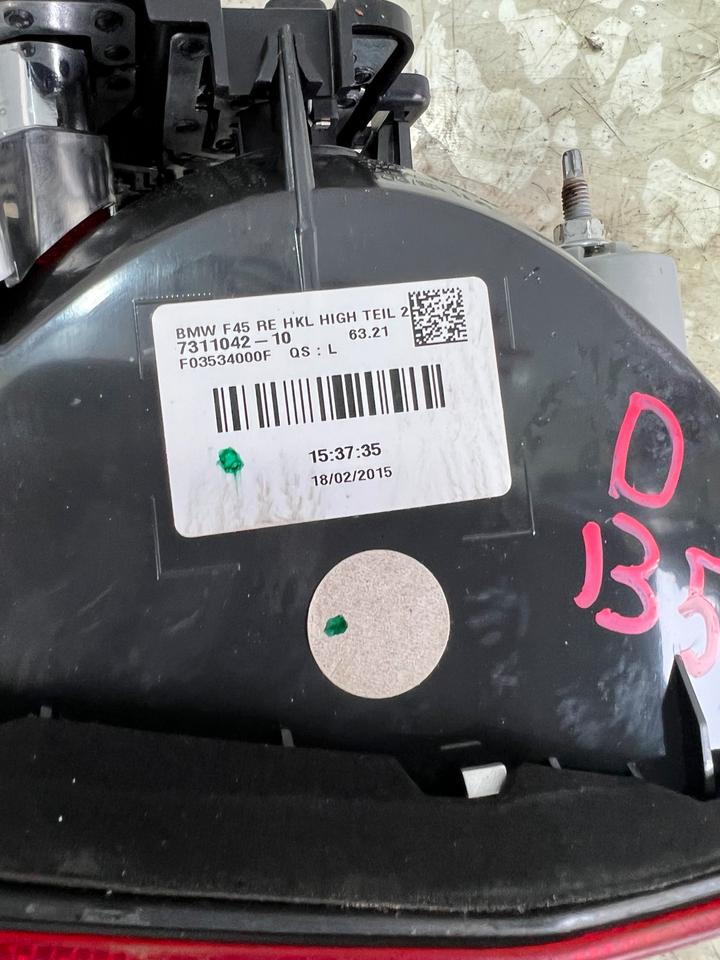 BMW F45 RE HKL HIGH TEIL 2
7311042-10 63.21
F03534000F QS : L
15:37:35
18/02/2015
D
B5